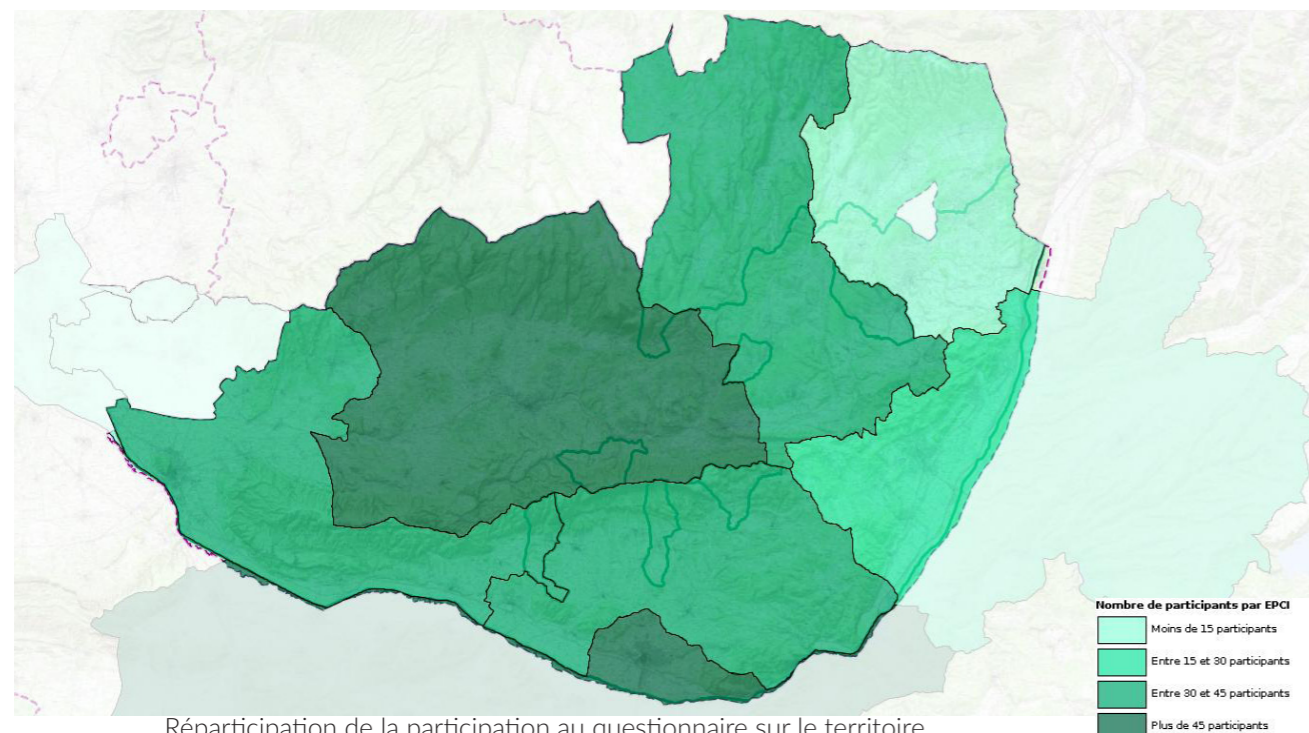 Nombre de participants par EPCI
Moins de 15 participants
Entre 15 et 30 participants
Entre 30 et 45 participants
Plus de 45 participants
Réparticipation de la participation au questionnaire sur le territoire